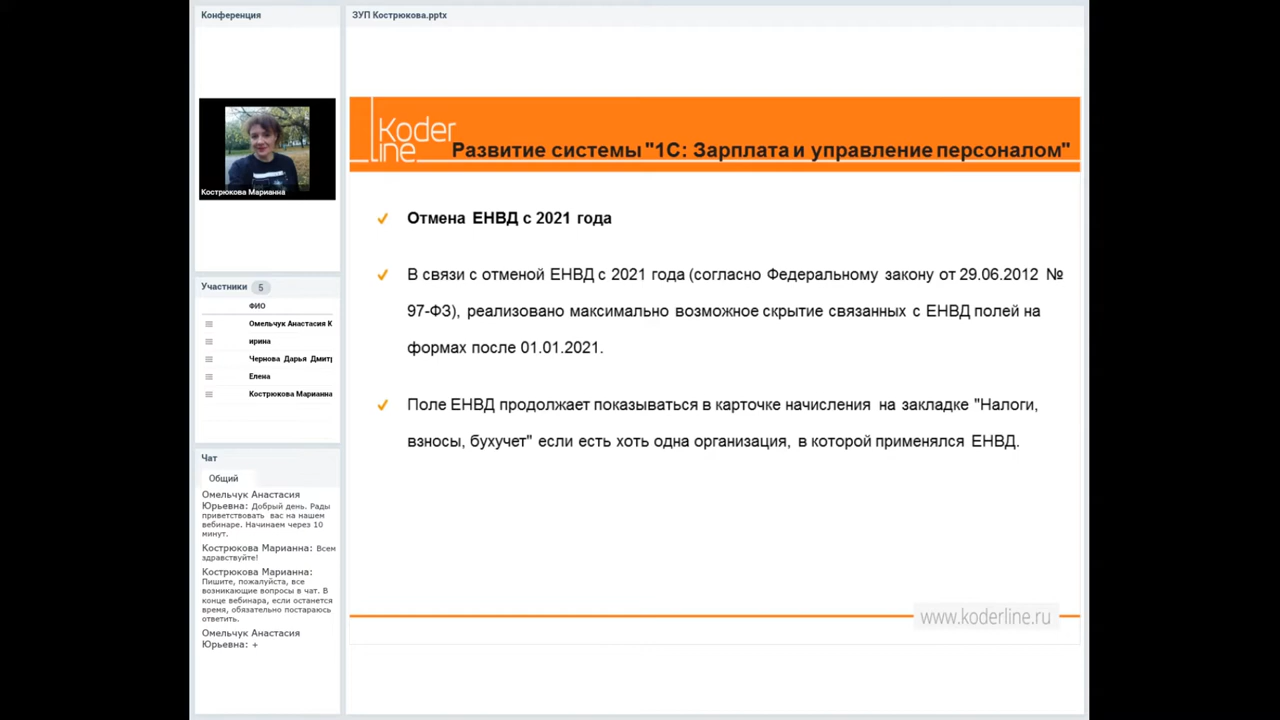 Конференция
ЗУП Кострюкова.pptx
Кострюкова Марианна
Участники 5
ФИО
Омельчук Анастасия К
ирина
Чернова Дарья Дмитр
Елена
Кострюкова Марианна
Чат
Общий
Омельчук Анастасия
Юрьевна: Добрый день. Рады
приветствовать вас на нашем
вебинаре. Начинаем через 10
минут.
Кострюкова Марианна: Всем
здравствуйте!
Кострюкова Марианна:
Пишите, пожалуйста, все
возникающие вопросы в чат. В
конце вебинара, если останется
время, обязательно постараюсь
ответить.
Омельчук Анастасия
Юрьевна: +
Koder
line
Развитие системы "1С: Зарплата и управление персоналом"
Отмена ЕНВД с 2021 года
В связи с отменой ЕНВД с 2021 года (согласно Федеральному закону от 29.06.2012 №
97-ФЗ), реализовано максимально возможное скрытие связанных с ЕНВД полей на
формах после 01.01.2021.
Поле ЕНВД продолжает показываться в карточке начисления на закладке "Налоги,
взносы, бухучет" если есть хоть одна организация, в которой применялся ЕНВД.
www.koderline.ru